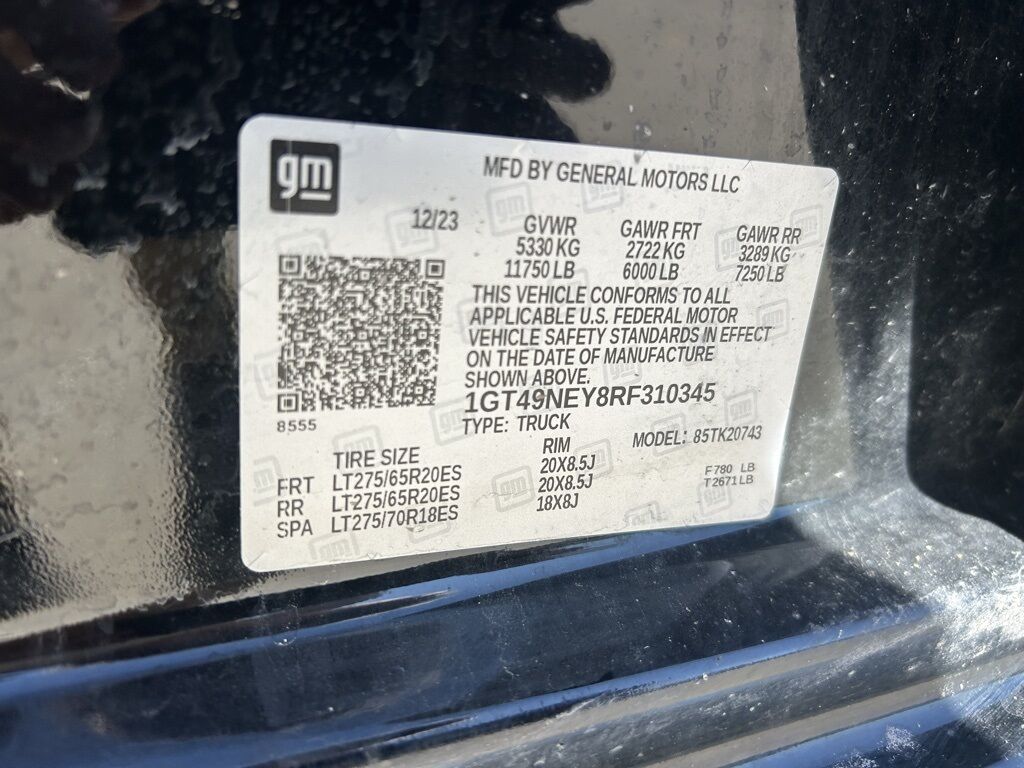 gm
MFD BY GENERAL MOTORS LLC
12/23 GVWR GAWR FRT GAWR RR
5330 KG 2722 KG 3289 KG
11750 LB 6000 LB 7250 LB
THIS VEHICLE CONFORMS TO ALL
APPLICABLE U.S. FEDERAL MOTOR
VEHICLE SAFETY STANDARDS IN EFFECT
ON THE DATE OF MANUFACTURE
SHOWN ABOVE.
1GT49NEY8RF310345
8555
TYPE: TRUCK MODEL: 85TK20743
TIRE SIZE RIM
FRT LT275/65R20ES 20X8.5J
RR LT275/65R20ES 20X8.5J
SPA LT275/70R18ES 18X8J
F780 LB
T2671LB